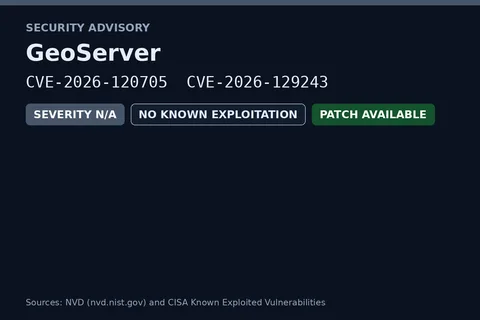 SECURITY ADVISORY
GeoServer
CVE-2026-120705  CVE-2026-129243
SEVERITY N/A  NO KNOWN EXPLOITATION  PATCH AVAILABLE
Sources: NVD (nvd.nist.gov) and CISA Known Exploited Vulnerabilities